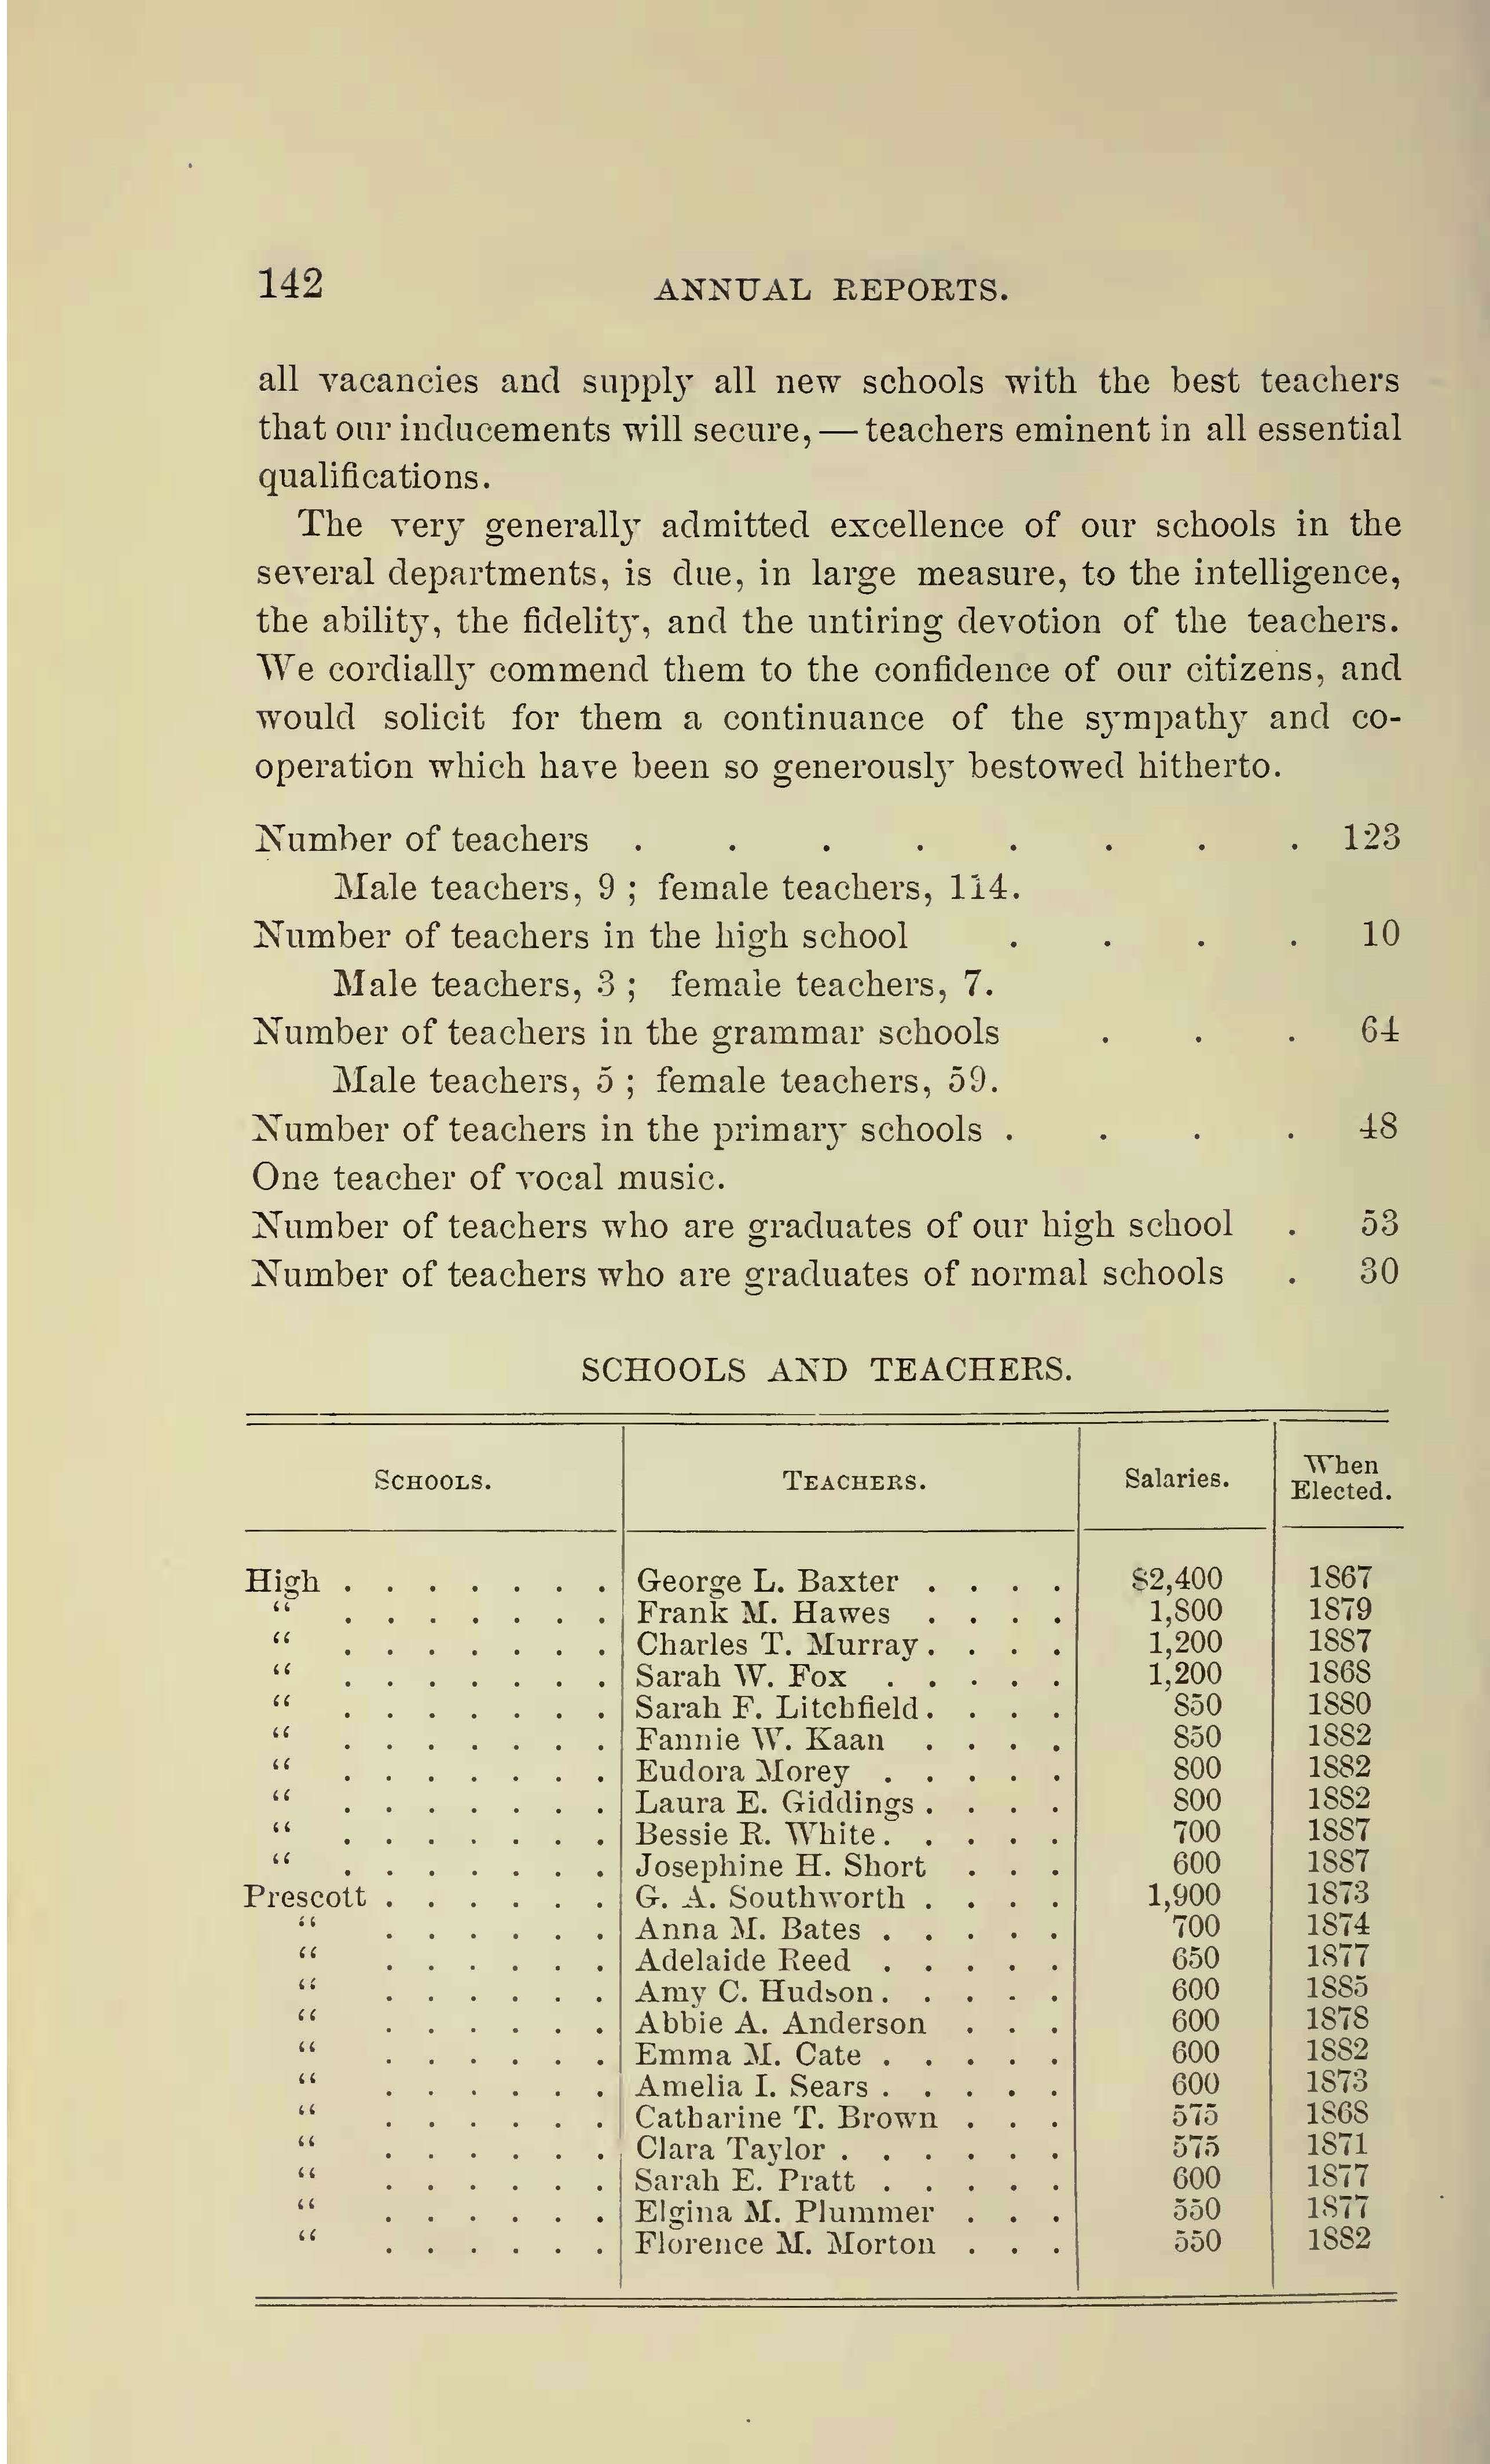 142 ANNUAL REPORTS.
all vacancies and supply all new schools with the best teachers
that our inducements will secure, — teachers eminent in all essential
qualifications.
The very generally admitted excellence of our schools in the
several departments, is due, in large measure, to the intelligence,
the ability, the fidelity, and the untiring devotion of the teachers.
We cordially commend them to the confidence of our citizens, and
would solicit for them a continuance of the sympathy and co-
operation which have been so generously bestowed hitherto.
Number of teachers . . . . . . . . 123
Male teachers, 9 ; female teachers, 114.
Number of teachers in the high school . . . . 10
Male teachers, 3 ; female teachers, 7.
Number of teachers in the grammar schools . . . 64
Male teachers, 5 ; female teachers, 59.
Number of teachers in the primary schools . . . . 48
One teacher of vocal music.
Number of teachers who are graduates of our high school . 53
Number of teachers who are graduates of normal schools . 30
SCHOOLS AND TEACHERS.
SCHOOLS. TEACHERS. Salaries. When Elected.
High . . . . . . . George L. Baxter . . . . $2,400 1867
“ . . . . . . . Frank M. Hawes . . . . 1,800 1879
“ . . . . . . . Charles T. Murray . . . . 1,200 1887
“ . . . . . . . Sarah W. Fox . . . . . 1,200 1868
“ . . . . . . . Sarah F. Litchfield . . . . 850 1880
“ . . . . . . . Fannie W. Kaan . . . . 850 1882
“ . . . . . . . Eudora Morey . . . . . 800 1882
“ . . . . . . . Laura E. Giddings . . . . 800 1882
“ . . . . . . . Bessie R. White . . . . . 700 1887
“ . . . . . . . Josephine H. Short . . . 600 1887
Prescott . . . . . . G. A. Southworth . . . . 1,900 1873
“ . . . . . . Anna M. Bates . . . . . 700 1874
“ . . . . . . Adelaide Reed . . . . . 650 1877
“ . . . . . . Amy C. Hudson . . . . . 600 1885
“ . . . . . . Abbie A. Anderson . . . 600 1878
“ . . . . . . Emma M. Cate . . . . . 600 1882
“ . . . . . . Amelia I. Sears . . . . . 600 1873
“ . . . . . . Catharine T. Brown . . . 575 1868
“ . . . . . . Clara Taylor . . . . . . 575 1871
“ . . . . . . Sarah E. Pratt . . . . . 600 1877
“ . . . . . . Elgina M. Plummer . . . 550 1877
“ . . . . . . Florence M. Morton . . . 550 1882